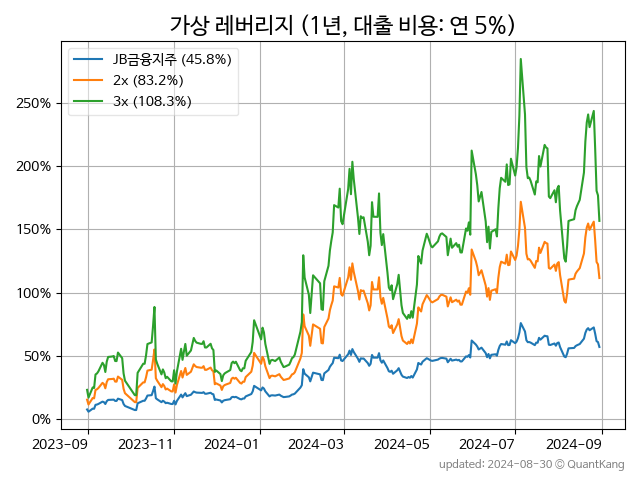 가상 레버리지 (1년, 대출 비용: 연 5%)
JB금융지주 (45.8%)
2x (83.2%)
3x (108.3%)
250%
200%
150%
100%
50%
0%
2023-09 2023-11 2024-01 2024-03 2024-05 2024-07 2024-09
updated: 2024-08-30 © QuantKang